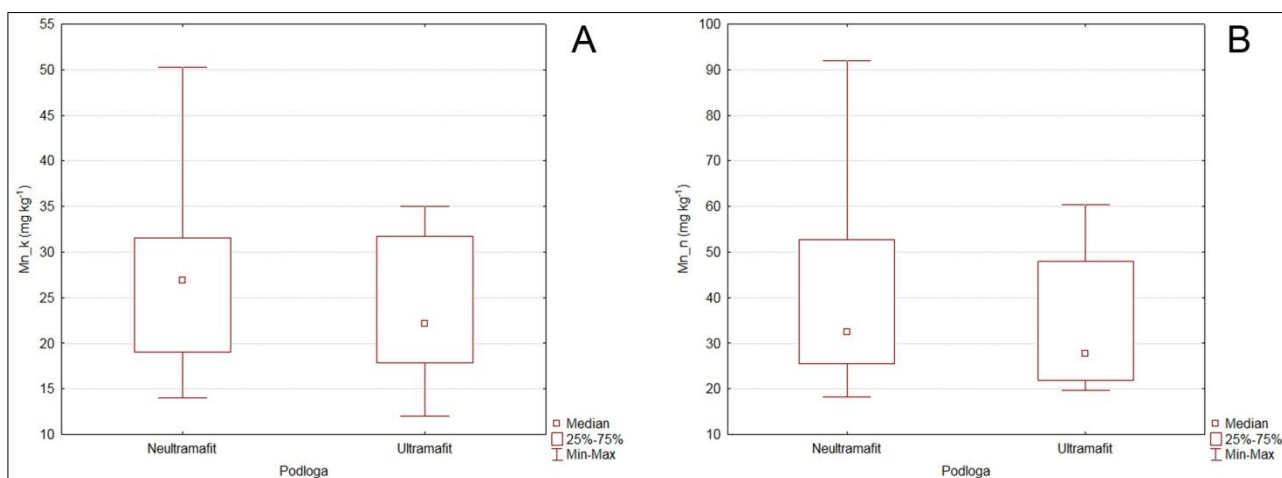 A
55
50
45
40
35
30
25
20
15
10
Mn_k (mg kg-1)
Neultramafit Ultramafit
Podloga
Median
25%-75%
Min-Max
B
100
90
80
70
60
50
40
30
20
10
Mn_n (mg kg-1)
Neultramafit Ultramafit
Podloga
Median
25%-75%
Min-Max